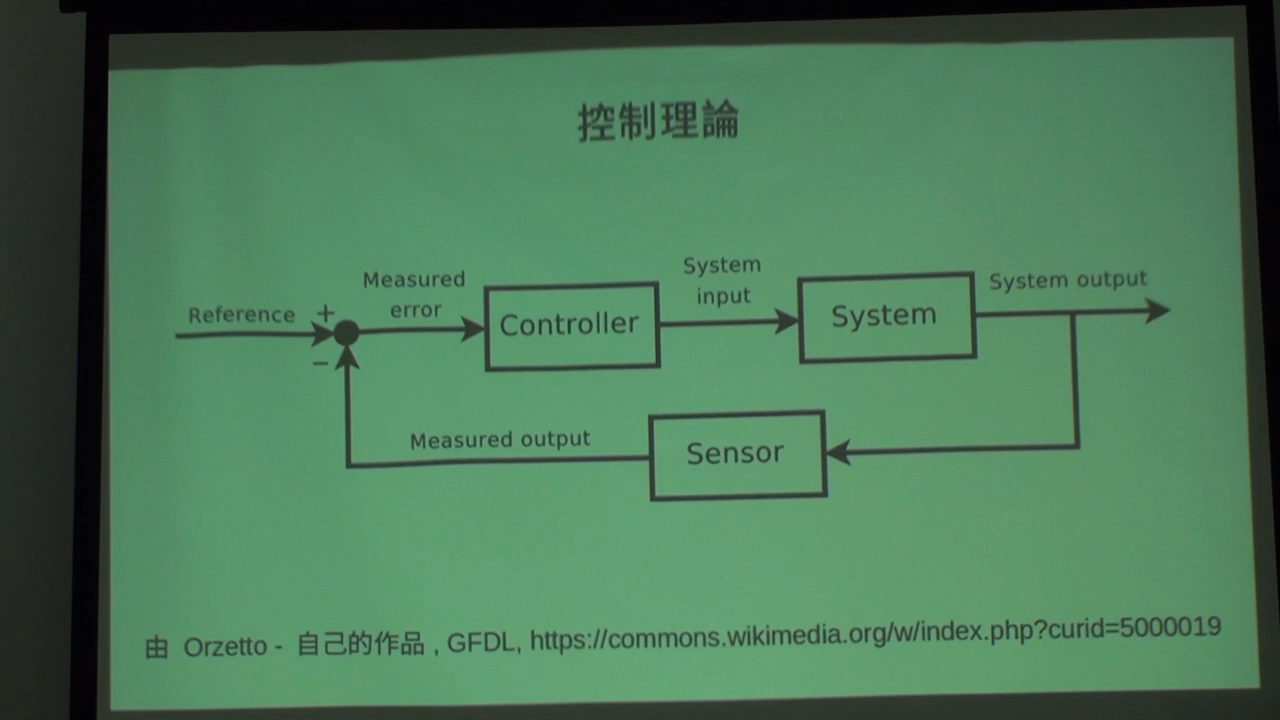 控制理論
Reference
+
−
Measured
error
Controller
System
input
System
System output
Measured output
Sensor
由 Orzetto - 自己的作品 , GFDL, https://commons.wikimedia.org/w/index.php?curid=5000019